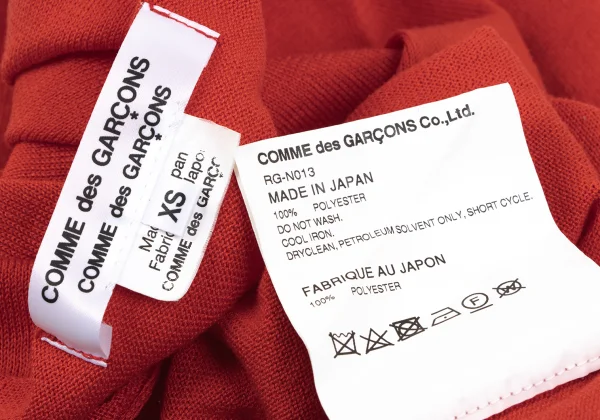 COMME des GARÇONS
COMME des GARÇONS
XS
COMME des GARÇONS Co.,Ltd.
RG-N013
MADE IN JAPAN
100% POLYESTER
DO NOT WASH.
COOL IRON.
DRYCLEAN, PETROLEUM SOLVENT ONLY, SHORT CYCLE.
FABRIQUE AU JAPON
100% POLYESTER